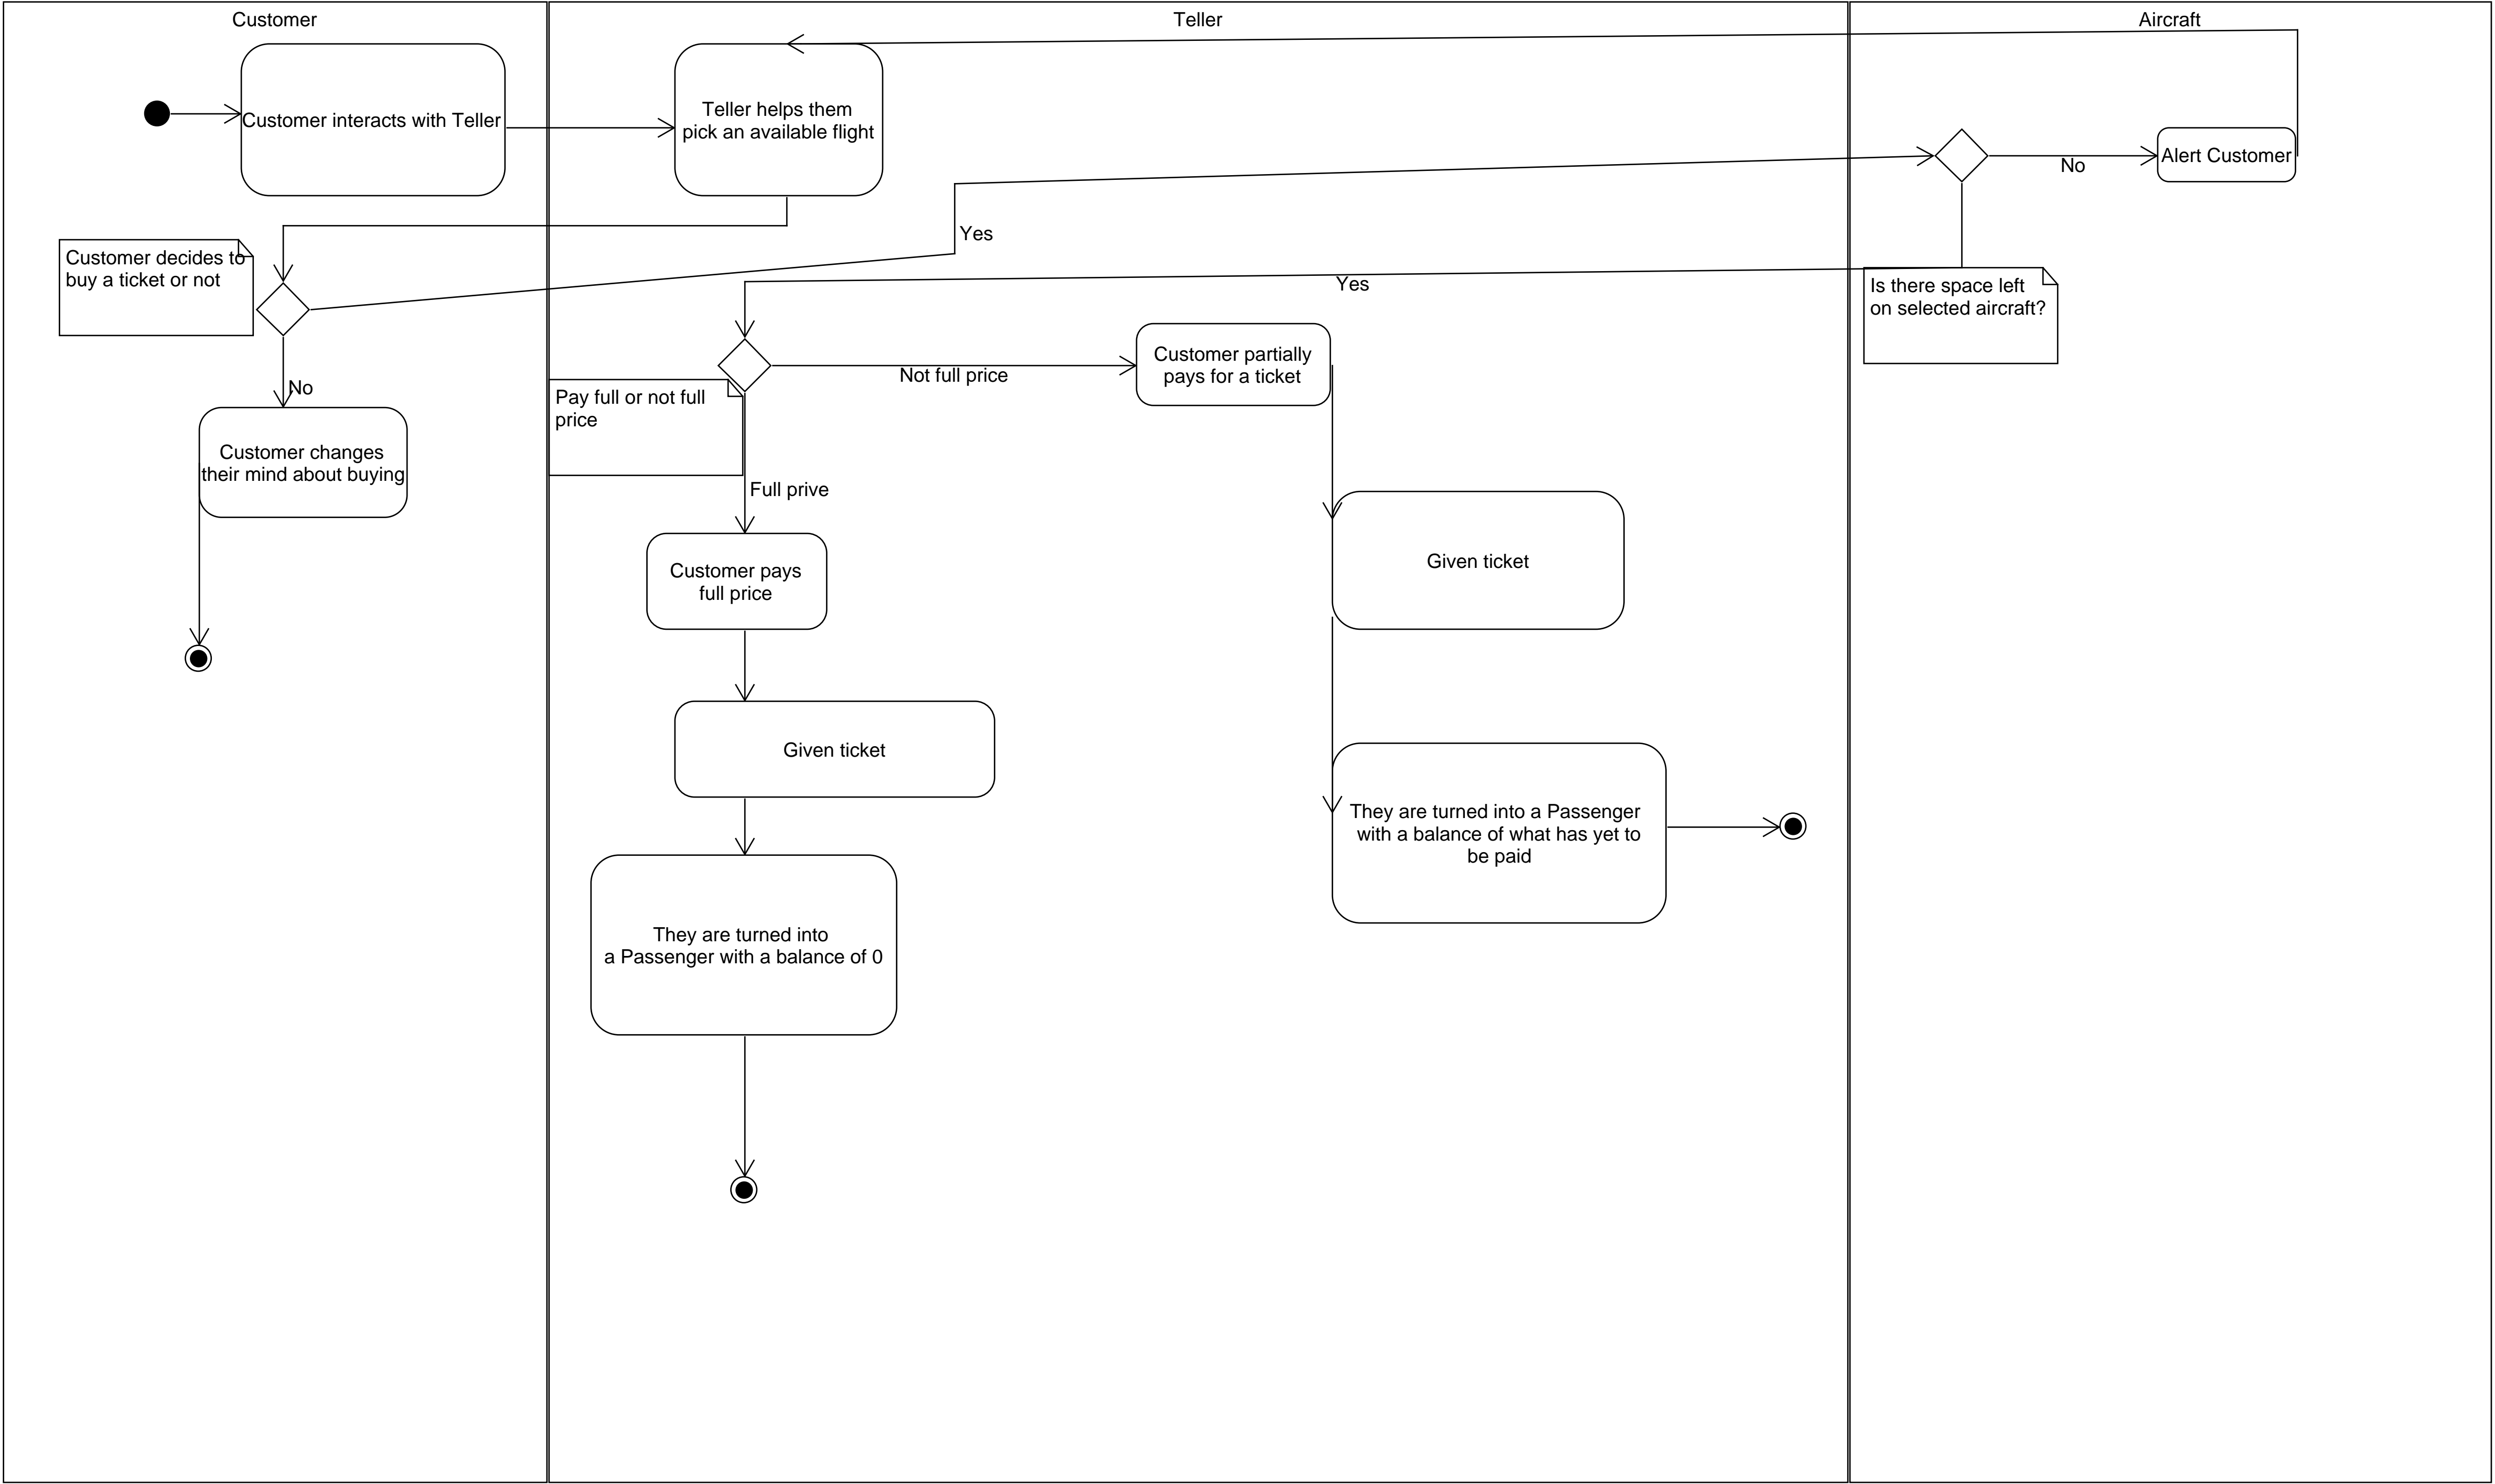 Customer
Teller
Aircraft
Customer interacts with Teller
Teller helps them
pick an available flight
Alert Customer
No
Yes
Customer decides to
buy a ticket or not
Yes
Is there space left
on selected aircraft?
Customer partially
pays for a ticket
Not full price
Pay full or not full
price
No
Customer changes
their mind about buying
Full prive
Customer pays
full price
Given ticket
Given ticket
They are turned into a Passenger
with a balance of what has yet to
be paid
They are turned into
a Passenger with a balance of 0